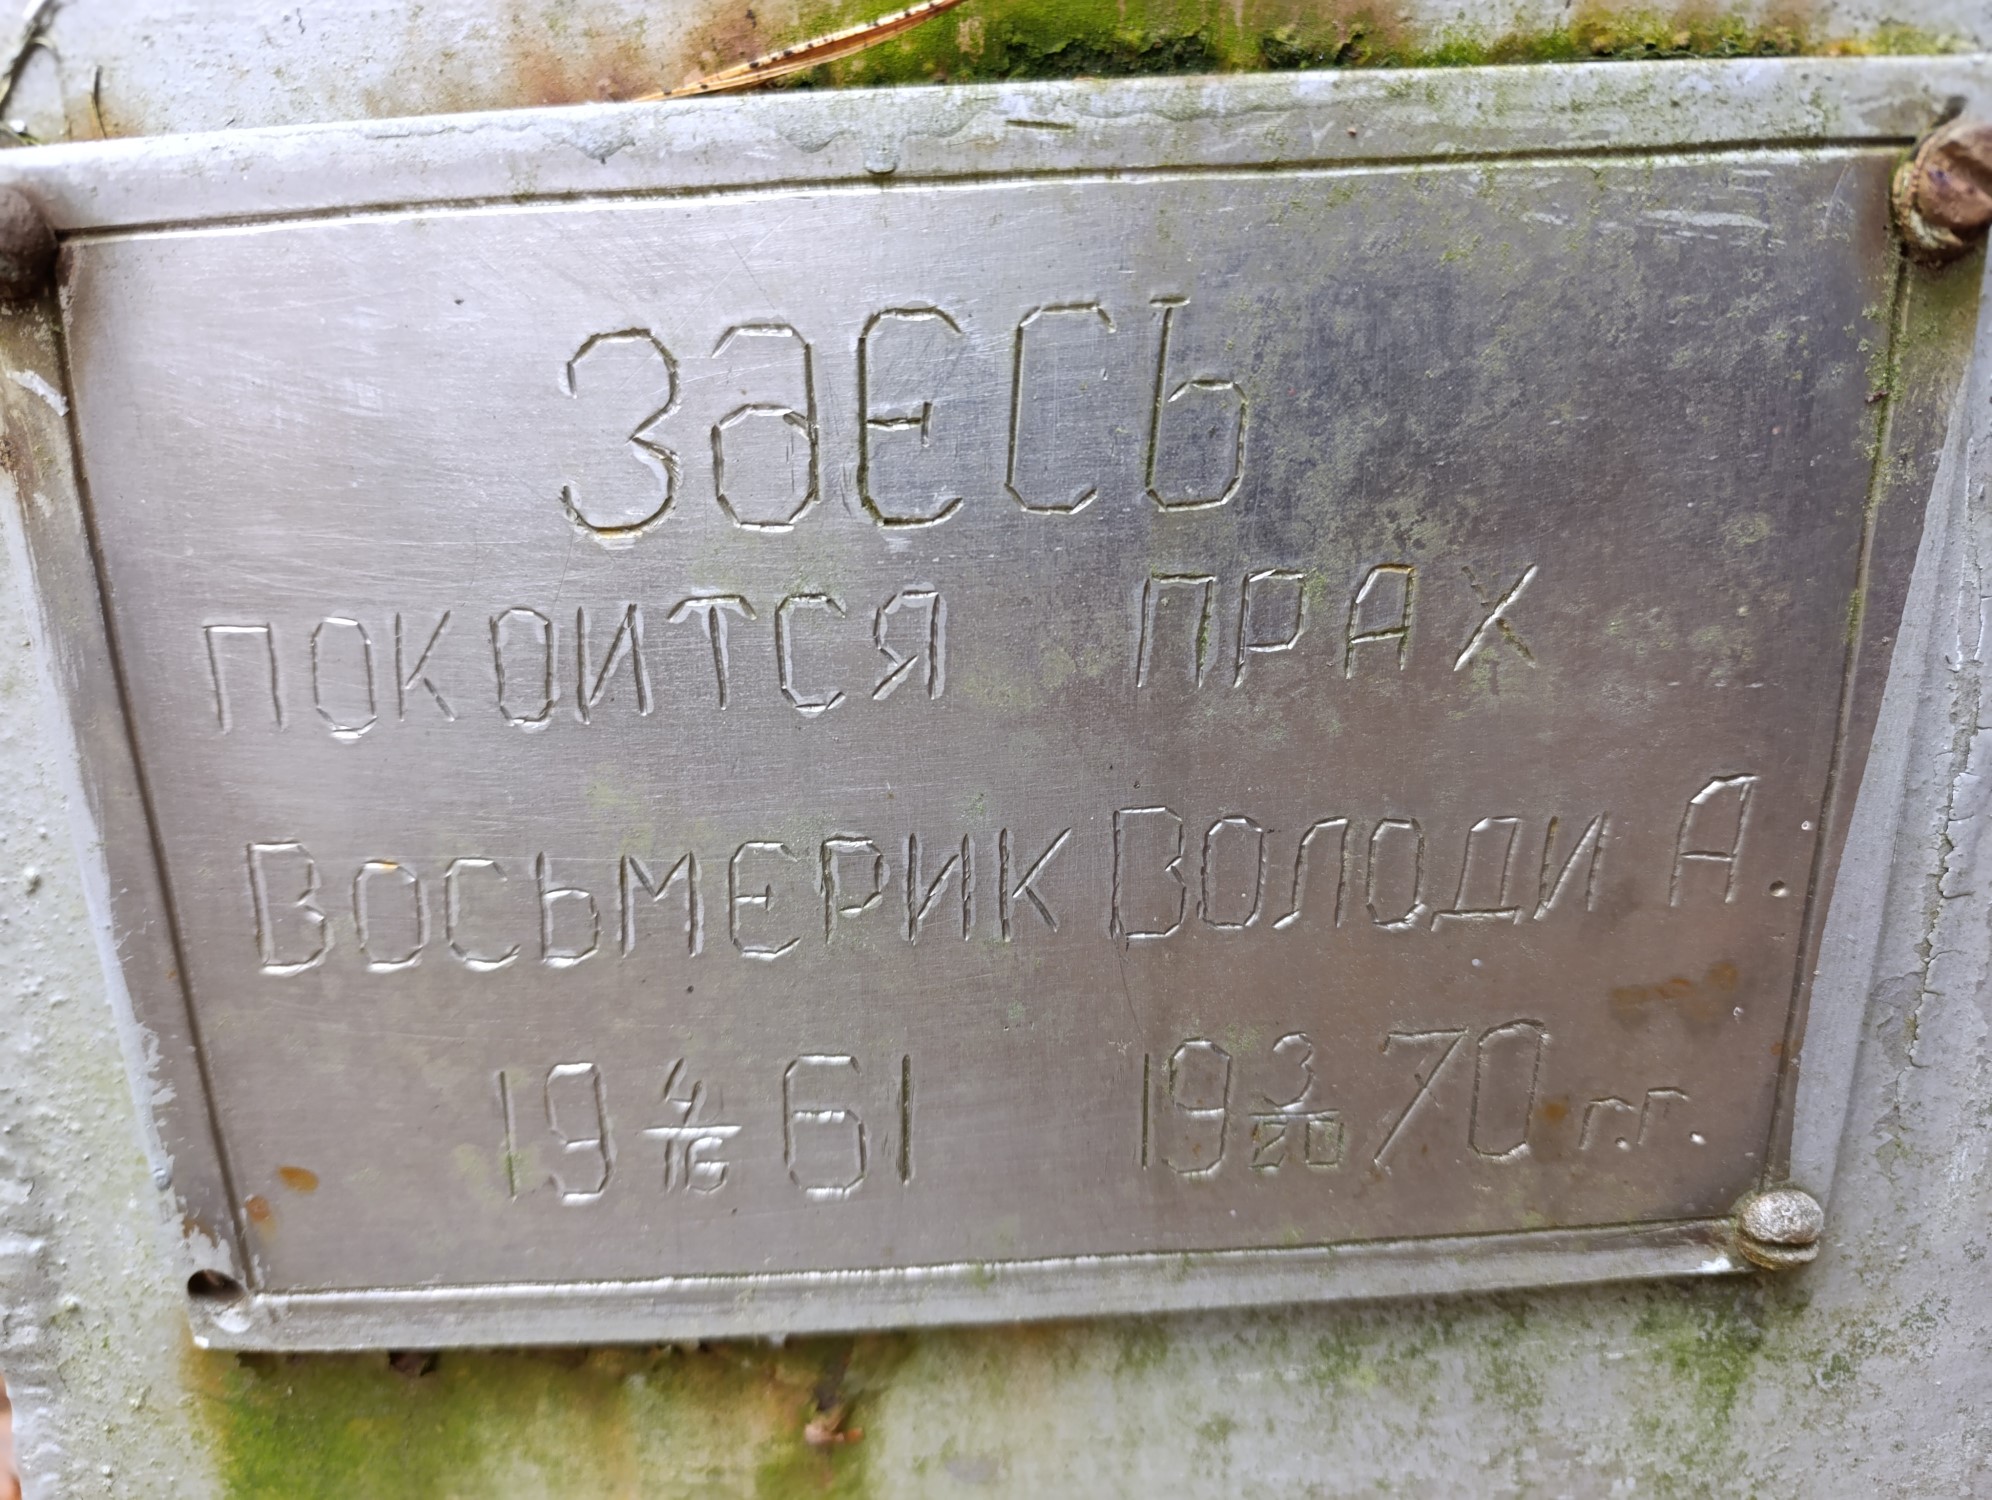 Здесь
покоится прах
Восьмерик Володи А.
19 4/16 61 19 3/20 70 г.г.